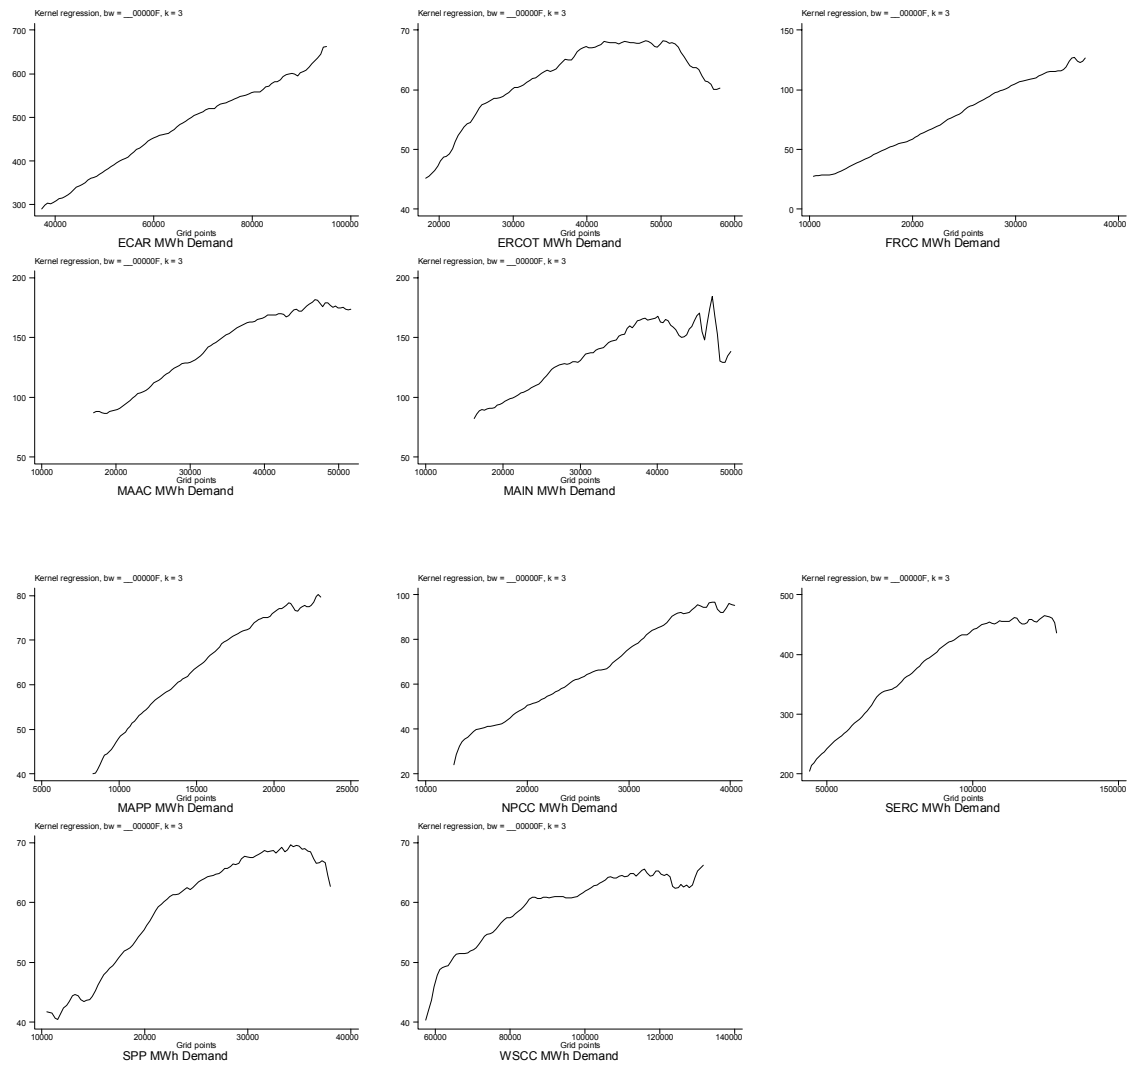 Kernel regression, bw = __00000F, k = 3
700
600
500
400
300
40000 60000 80000 100000
Grid points
ECAR MWh Demand
Kernel regression, bw = __00000F, k = 3
70
60
50
40
20000 30000 40000 50000 60000
Grid points
ERCOT MWh Demand
Kernel regression, bw = __00000F, k = 3
150
100
50
0
10000 20000 30000 40000
Grid points
FRCC MWh Demand
Kernel regression, bw = __00000F, k = 3
200
150
100
50
10000 20000 30000 40000 50000
Grid points
MAAC MWh Demand
Kernel regression, bw = __00000F, k = 3
200
150
100
50
10000 20000 30000 40000 50000
Grid points
MAIN MWh Demand
Kernel regression, bw = __00000F, k = 3
80
70
60
50
40
5000 10000 15000 20000 25000
Grid points
MAPP MWh Demand
Kernel regression, bw = __00000F, k = 3
100
80
60
40
20
10000 20000 30000 40000
Grid points
NPCC MWh Demand
Kernel regression, bw = __00000F, k = 3
500
400
300
200
50000 100000 150000
Grid points
SERC MWh Demand
Kernel regression, bw = __00000F, k = 3
70
60
50
40
10000 20000 30000 40000
Grid points
SPP MWh Demand
Kernel regression, bw = __00000F, k = 3
70
60
50
40
60000 80000 100000 120000 140000
Grid points
WSCC MWh Demand